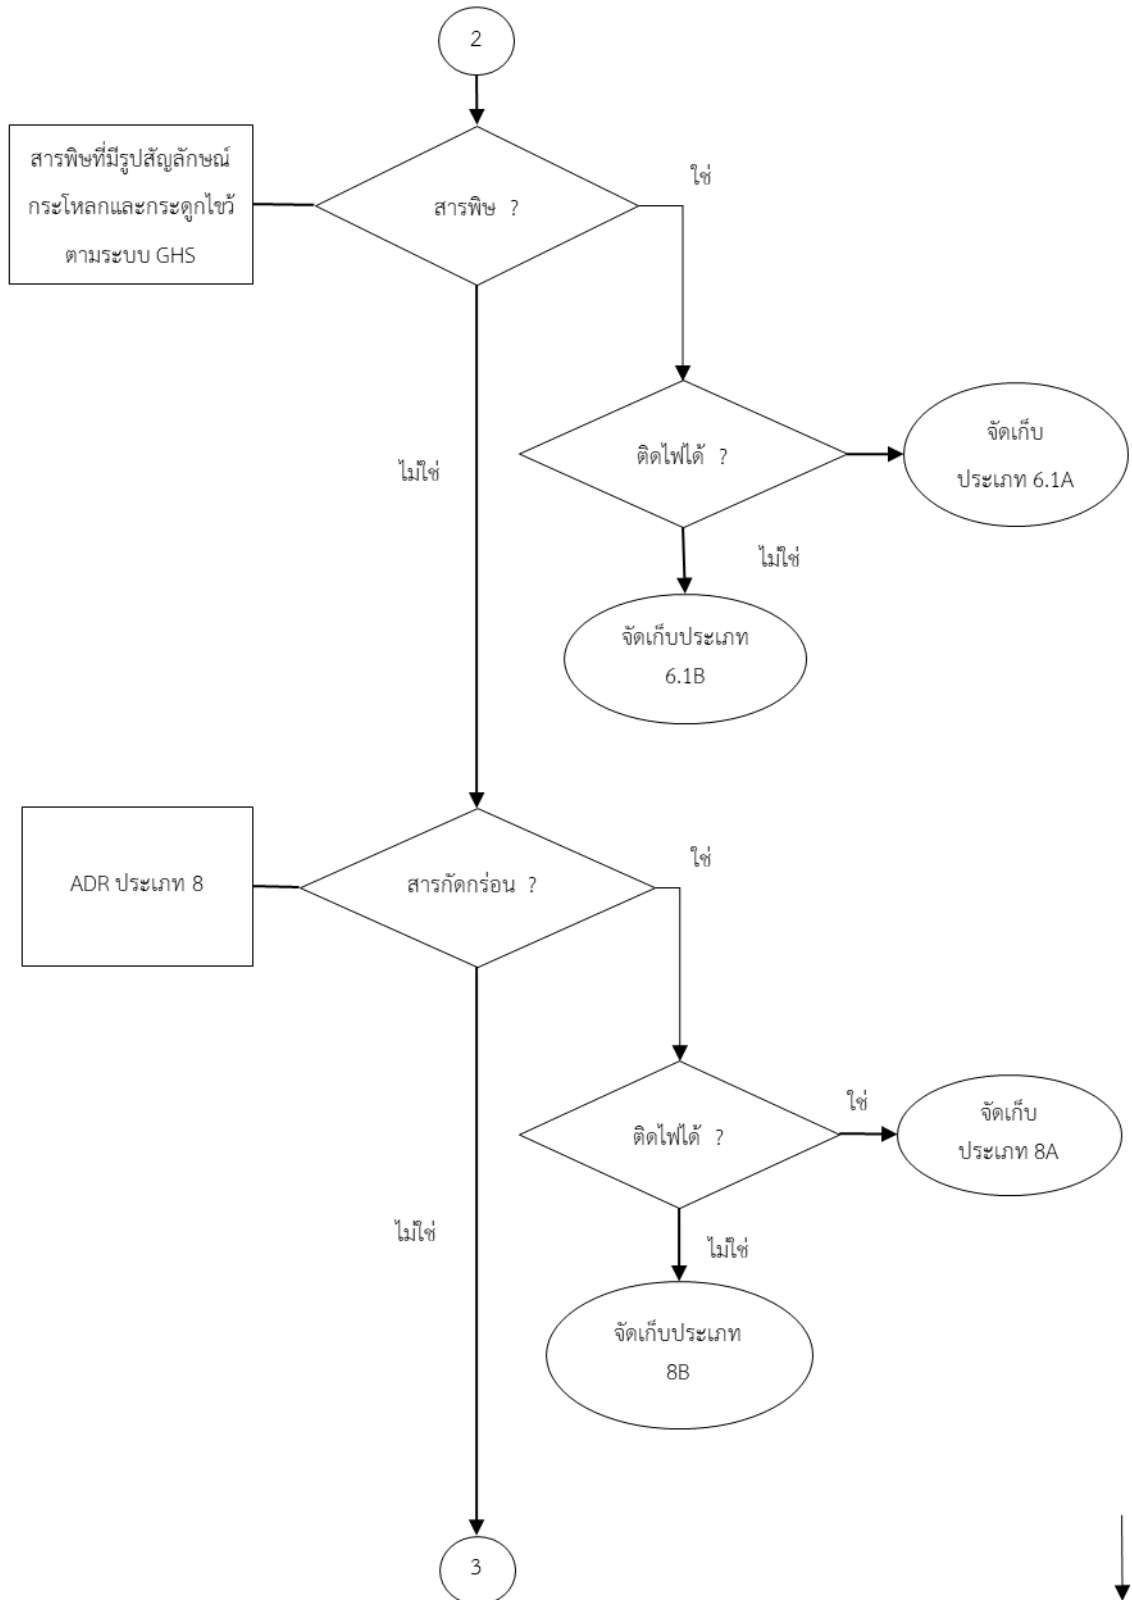 2
สารพิษที่มีรูปสัญลักษณ์
กระโหลกและกระดูกไขว้
ตามระบบ GHS
สารพิษ ?
ใช่
ติดไฟได้ ?
จัดเก็บ
ประเภท 6.1A
ไม่ใช่
ไม่ใช่
จัดเก็บประเภท
6.1B
ADR ประเภท 8
สารกัดกร่อน ?
ใช่
ติดไฟได้ ?
ใช่
จัดเก็บ
ประเภท 8A
ไม่ใช่
ไม่ใช่
จัดเก็บประเภท
8B
3